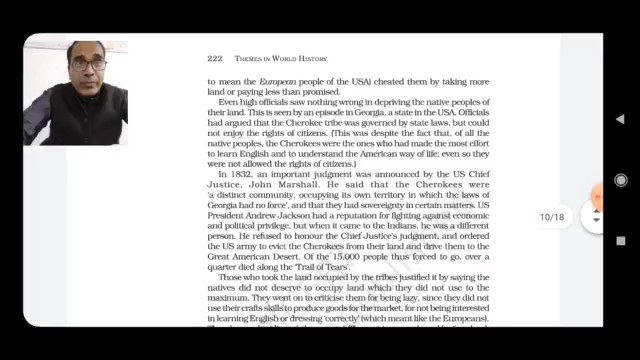 222 THEMES IN WORLD HISTORY
to mean the European people of the USA) cheated them by taking more
land or paying less than promised.
Even high officials saw nothing wrong in depriving the native peoples of
their land. This is seen by an episode in Georgia, a state in the USA. Officials
had argued that the Cherokee tribe was governed by state laws, but could
not enjoy the rights of citizens. (This was despite the fact that, of all the
native peoples, the Cherokees were the ones who had made the most effort
to learn English and to understand the American way of life; even so they
were not allowed the rights of citizens.)
In 1832, an important judgment was announced by the US Chief
Justice, John Marshall. He said that the Cherokees were
'a distinct community, occupying its own territory in which the laws of
Georgia had no force', and that they had sovereignty in certain matters. US
President Andrew Jackson had a reputation for fighting against economic
and political privilege, but when it came to the Indians, he was a different
person. He refused to honour the Chief Justice's judgment, and ordered the
US army to evict the Cherokees from their land and drive them to the
Great American Desert. Of the 15,000 people thus forced to go, over
a quarter died along the 'Trail of Tears'.
Those who took the land occupied by the tribes justified it by saying the
natives did not deserve to occupy land which they did not use to the
maximum. They went on to criticise them for being lazy, since they did not
use their crafts skills to produce goods for the market, for not being interested
in learning English or dressing 'correctly' (which meant like the Europeans).
10/18